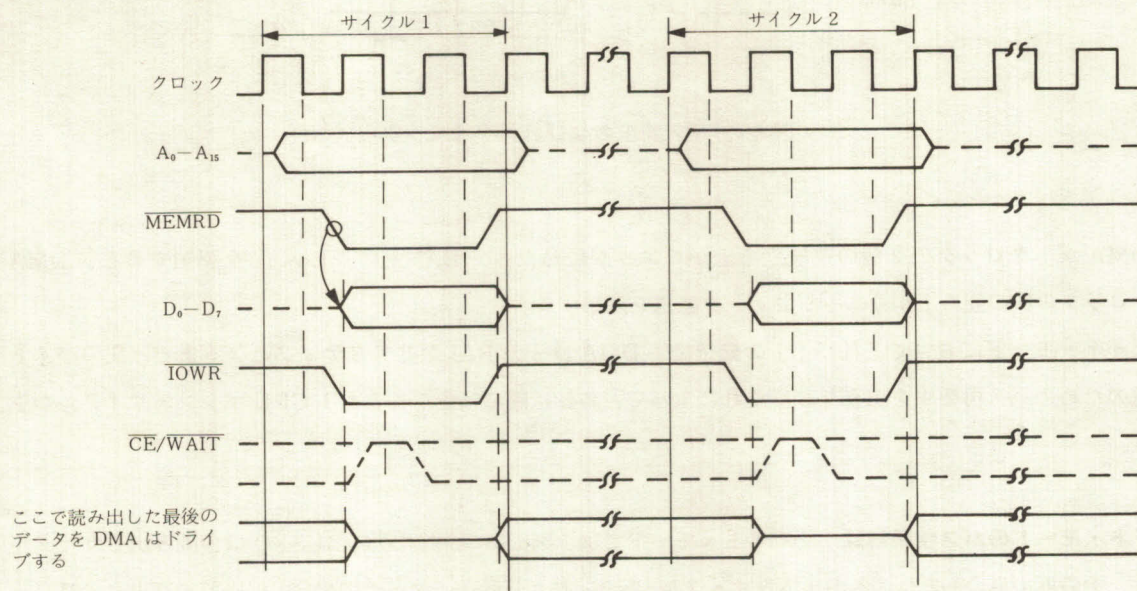 サイクル 1
サイクル 2
クロック
A₀－A₁₅
MEMRD
D₀－D₇
IOWR
CE/WAIT
ここで読み出した最後の
データを DMA はドライ
ブする